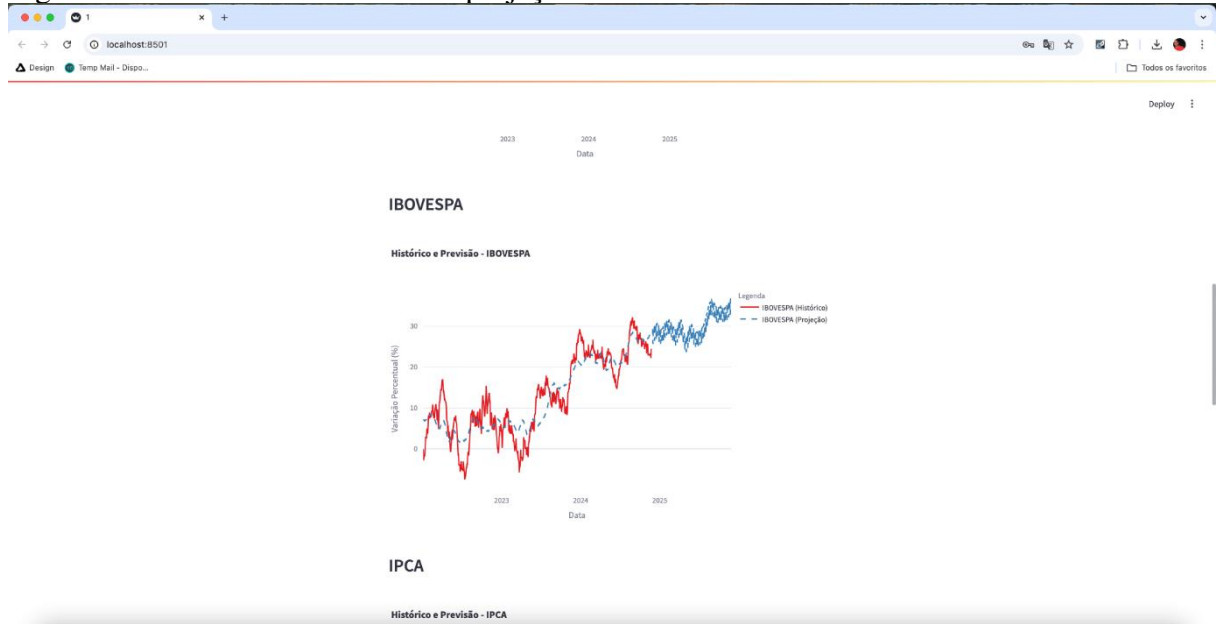 1
localhost:8501
Design
Temp Mail - Dispo...
Todos os favoritos
Deploy
2023 2024 2025
Data
IBOVESPA
Histórico e Previsão - IBOVESPA
Legenda
IBOVESPA (Histórico)
IBOVESPA (Projeção)
Variação Percentual (%)
30
20
10
0
2023 2024 2025
Data
IPCA
Histórico e Previsão - IPCA